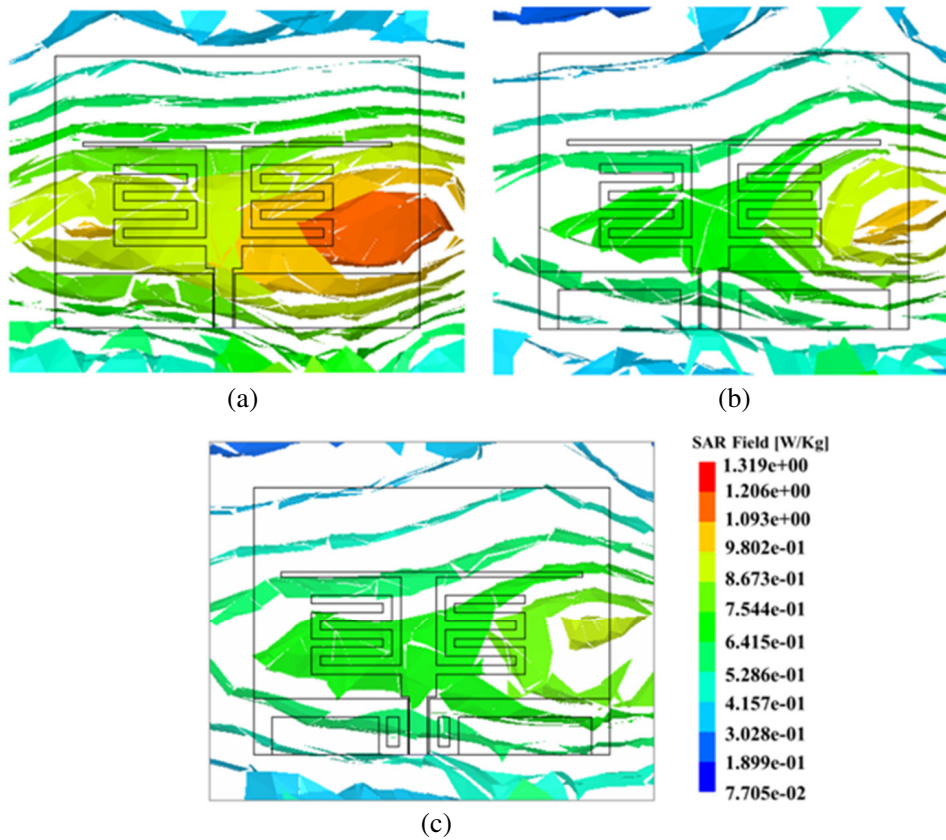 (a)
(b)
SAR Field [W/Kg]
1.319e+00
1.206e+00
1.093e+00
9.802e-01
8.673e-01
7.544e-01
6.415e-01
5.286e-01
4.157e-01
3.028e-01
1.899e-01
7.705e-02
(c)